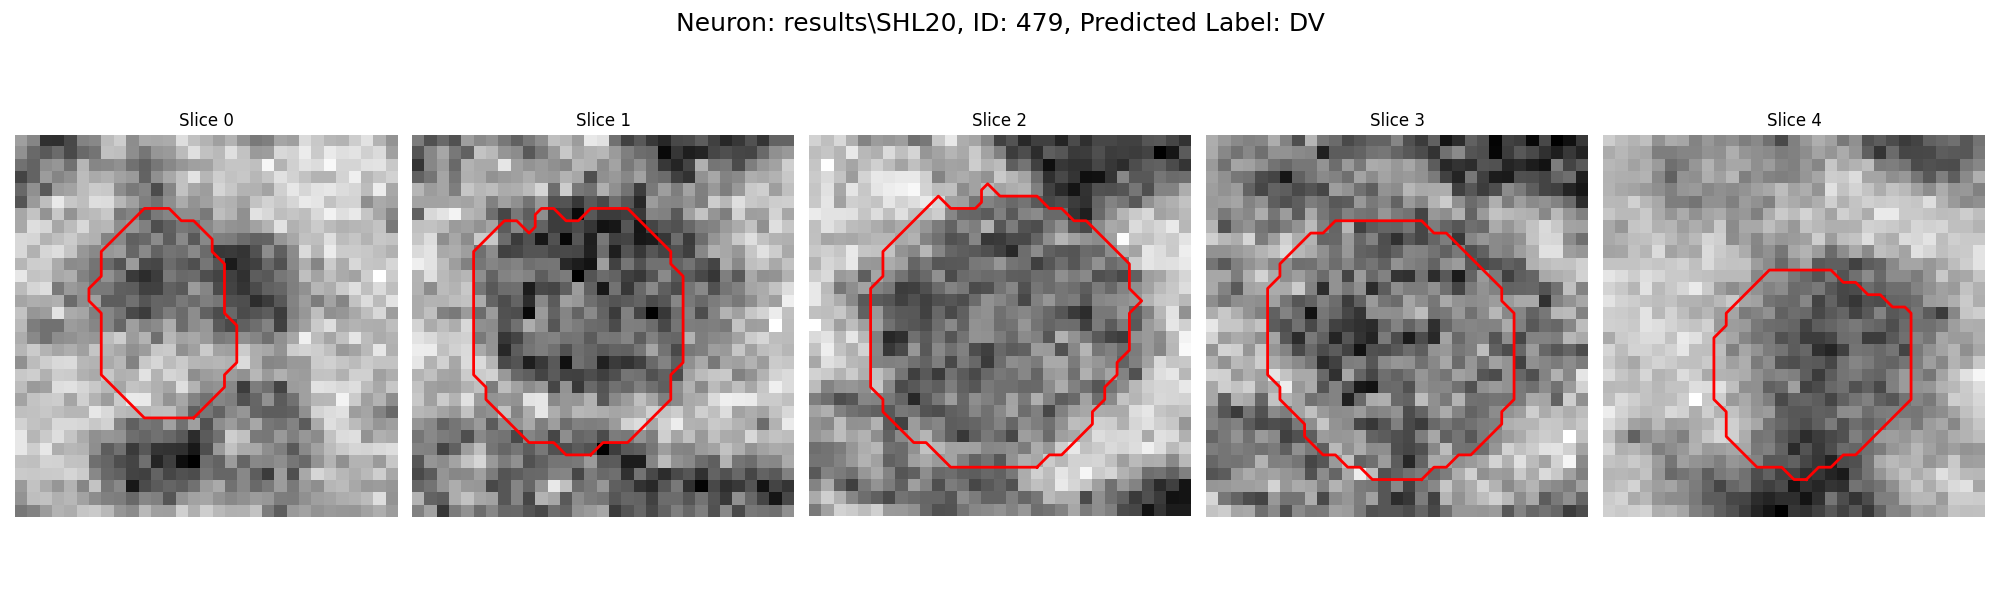 Neuron: results\SHL20, ID: 479, Predicted Label: DV
Slice 0
Slice 1
Slice 2
Slice 3
Slice 4